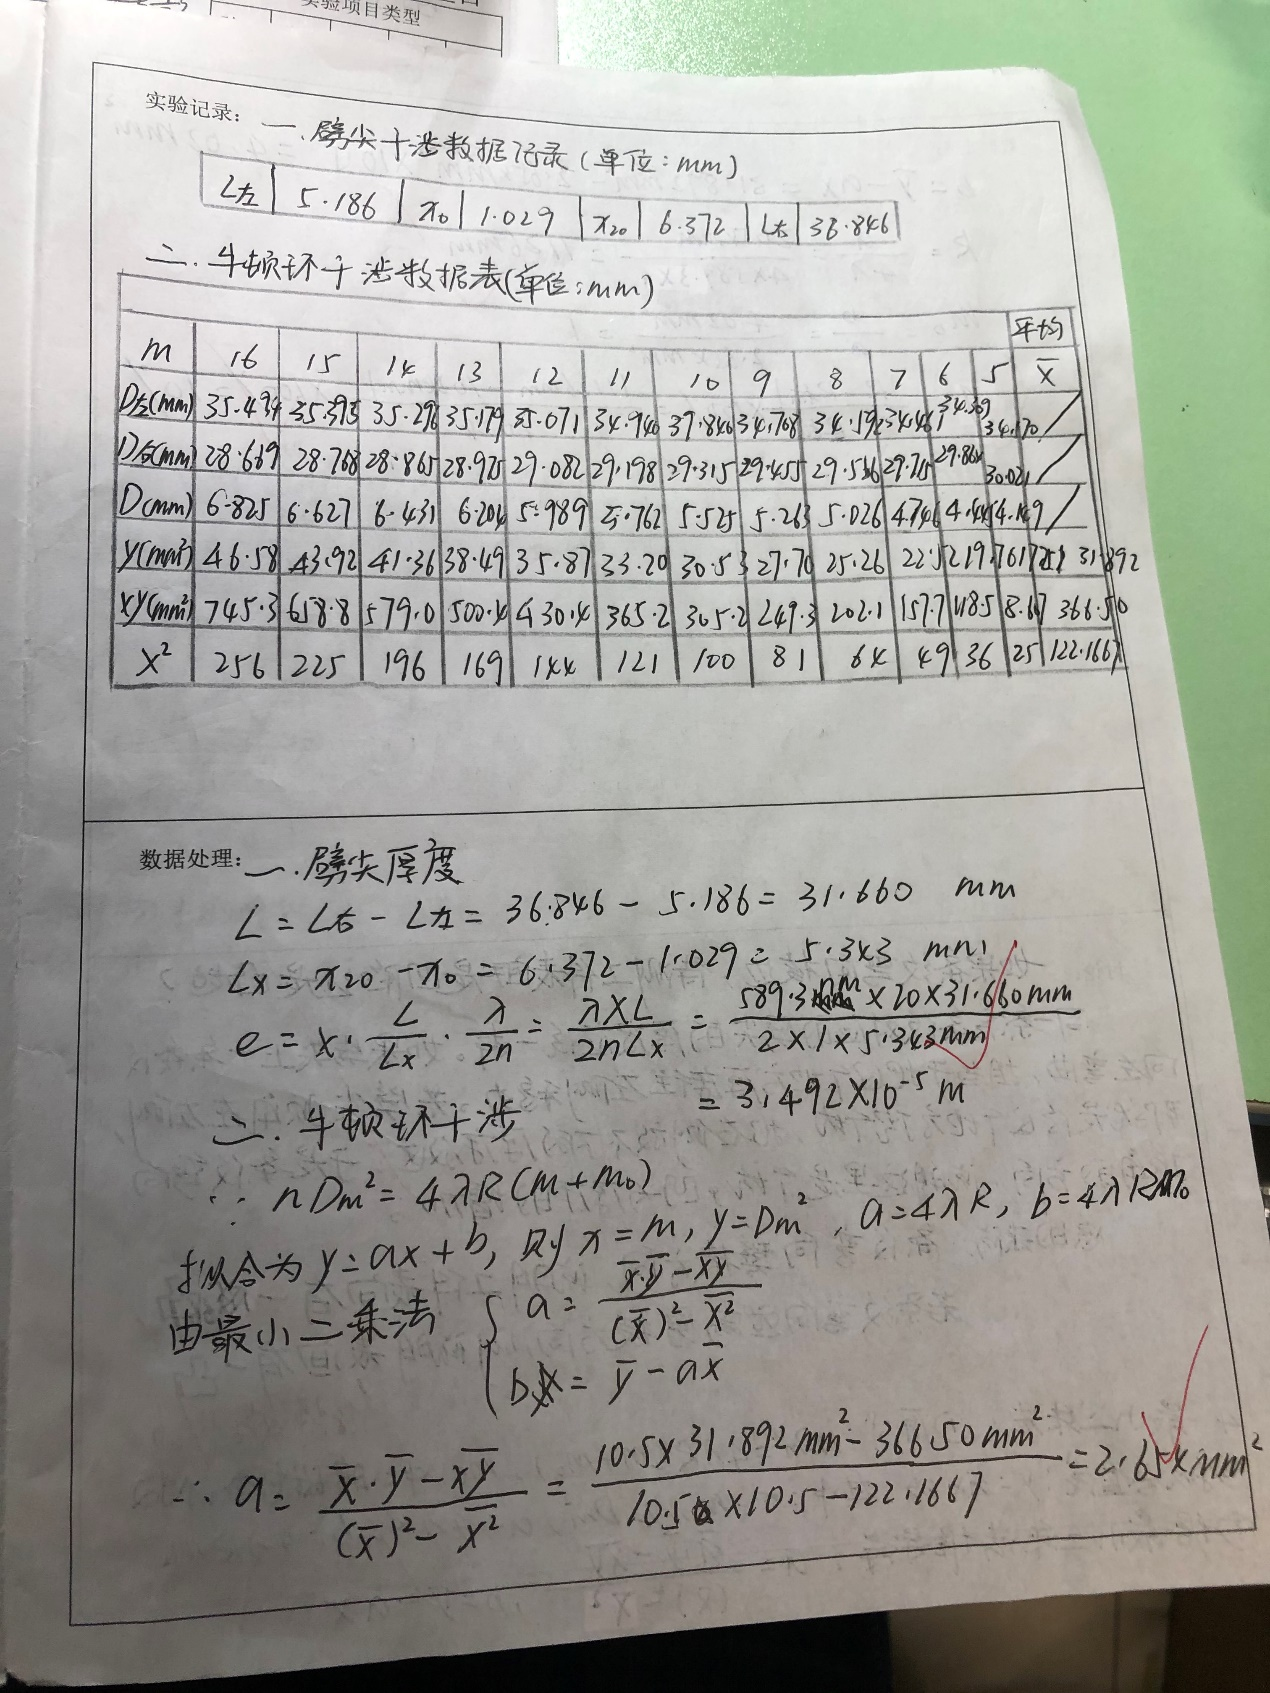 实验项目类型
实验记录: 一.劈尖干涉数据记录(单位:mm)
L左 5.186 x₀ 1.029 x₂₀ 6.372 L右 36.846
二.牛顿环干涉数据表(单位:mm)
平均
m 16 15 14 13 12 11 10 9 8 7 6 5 x̄
D左(mm) 35.494 35.395 35.296 35.179 35.071 34.940 34.840 34.708
D右(mm) 28.669 28.768 28.865 28.975 29.082 29.198 29.315 29.455 29.566 29.715 29.864 30.021
D(mm) 6.825 6.627 6.431 6.204 5.989 5.762 5.525 5.263 5.026 4.746
y(mm²) 46.58 43.92 41.36 38.49 35.87 33.20 30.53 27.70 25.26 22.52 31.892
xy(mm²) 745.3 658.8 579.0 500.4 430.4 365.2 305.2 249.3 202.1 157.7 118.5 366.50
x² 256 225 196 169 144 121 100 81 64 49 36 25 122.1667
数据处理: 一.劈尖厚度
L = L右 - L左 = 36.846 - 5.186 = 31.660 mm
Lx = x₂₀ - x₀ = 6.372 - 1.029 = 5.343 mm
e = x · L/Lx · λ/2n = λXL/2nLx = 589.3nm × 20 × 31.660mm / 2 × 1 × 5.343mm
= 3.492 × 10⁻⁵ m
二.牛顿环干涉
∵ nDm² = 4λR(m+m₀)
拟合为 y = ax + b, 则 x = m, y = Dm², a = 4λR, b = 4λRm₀
由最小二乘法 { a = (x̄·ȳ - x̄ȳ) / ((x̄)² - x̄²)
b = ȳ - ax̄
∴ a = (x̄·ȳ - x̄ȳ) / ((x̄)² - x̄²) = (10.5 × 31.892mm² - 366.50mm²) / (10.5 × 10.5 - 122.1667) = 2.654mm²